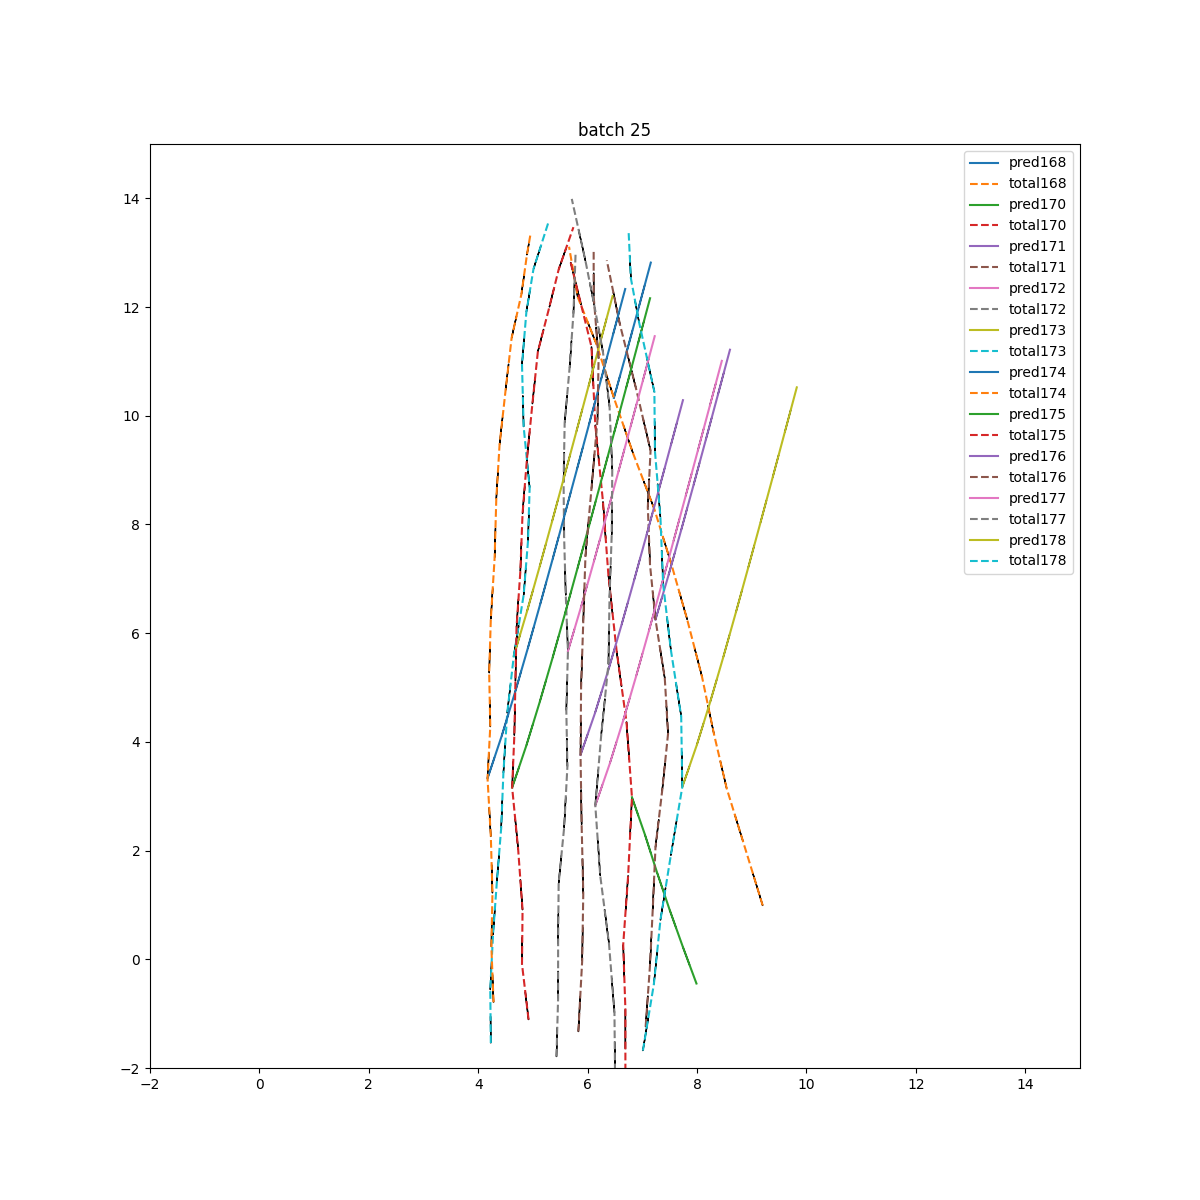 batch 25
pred168
total168
pred170
total170
pred171
total171
pred172
total172
pred173
total173
pred174
total174
pred175
total175
pred176
total176
pred177
total177
pred178
total178
14
12
10
8
6
4
2
0
−2
−2 0 2 4 6 8 10 12 14